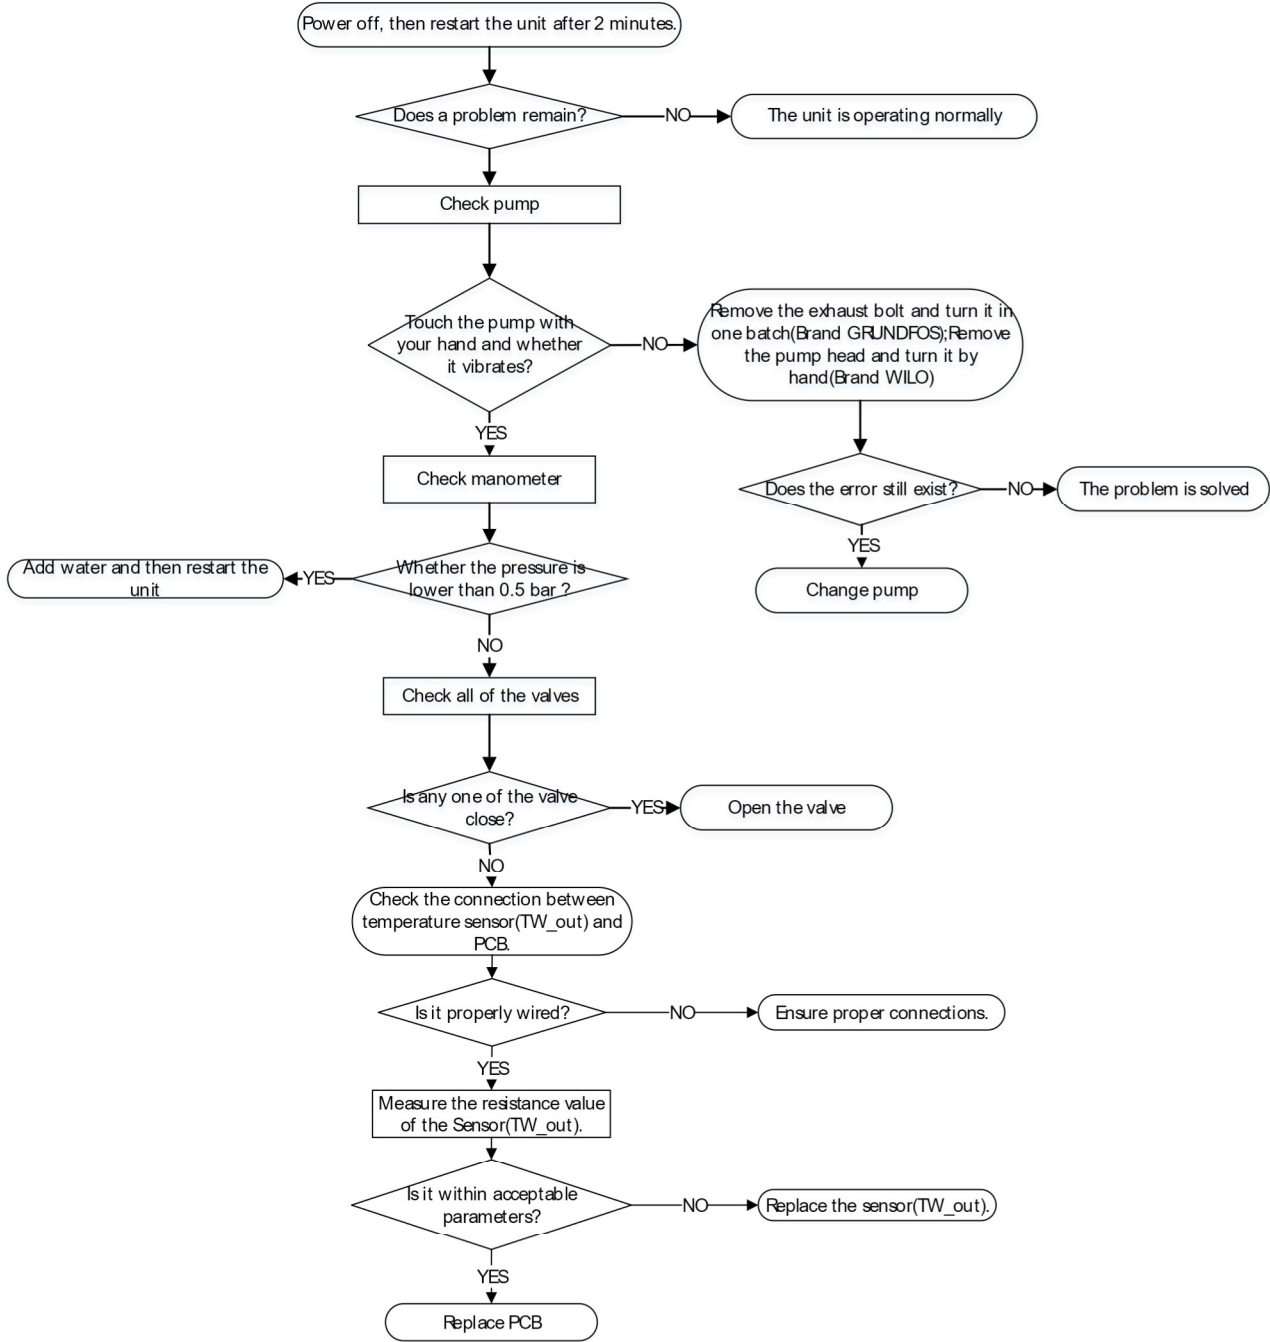 Power off, then restart the unit after 2 minutes.
Does a problem remain?
NO
The unit is operating normally
Check pump
Touch the pump with
your hand and whether
it vibrates?
NO
Remove the exhaust bolt and turn it in
one batch(Brand GRUNDFOS);Remove
the pump head and turn it by
hand(Brand WILO)
YES
Check manometer
Does the error still exist?
NO
The problem is solved
YES
Change pump
Whether the pressure is
lower than 0.5 bar ?
YES
Add water and then restart the
unit
NO
Check all of the valves
Is any one of the valve
close?
YES
Open the valve
NO
Check the connection between
temperature sensor(TW_out) and
PCB.
Is it properly wired?
NO
Ensure proper connections.
YES
Measure the resistance value
of the Sensor(TW_out).
Is it within acceptable
parameters?
NO
Replace the sensor(TW_out).
YES
Replace PCB